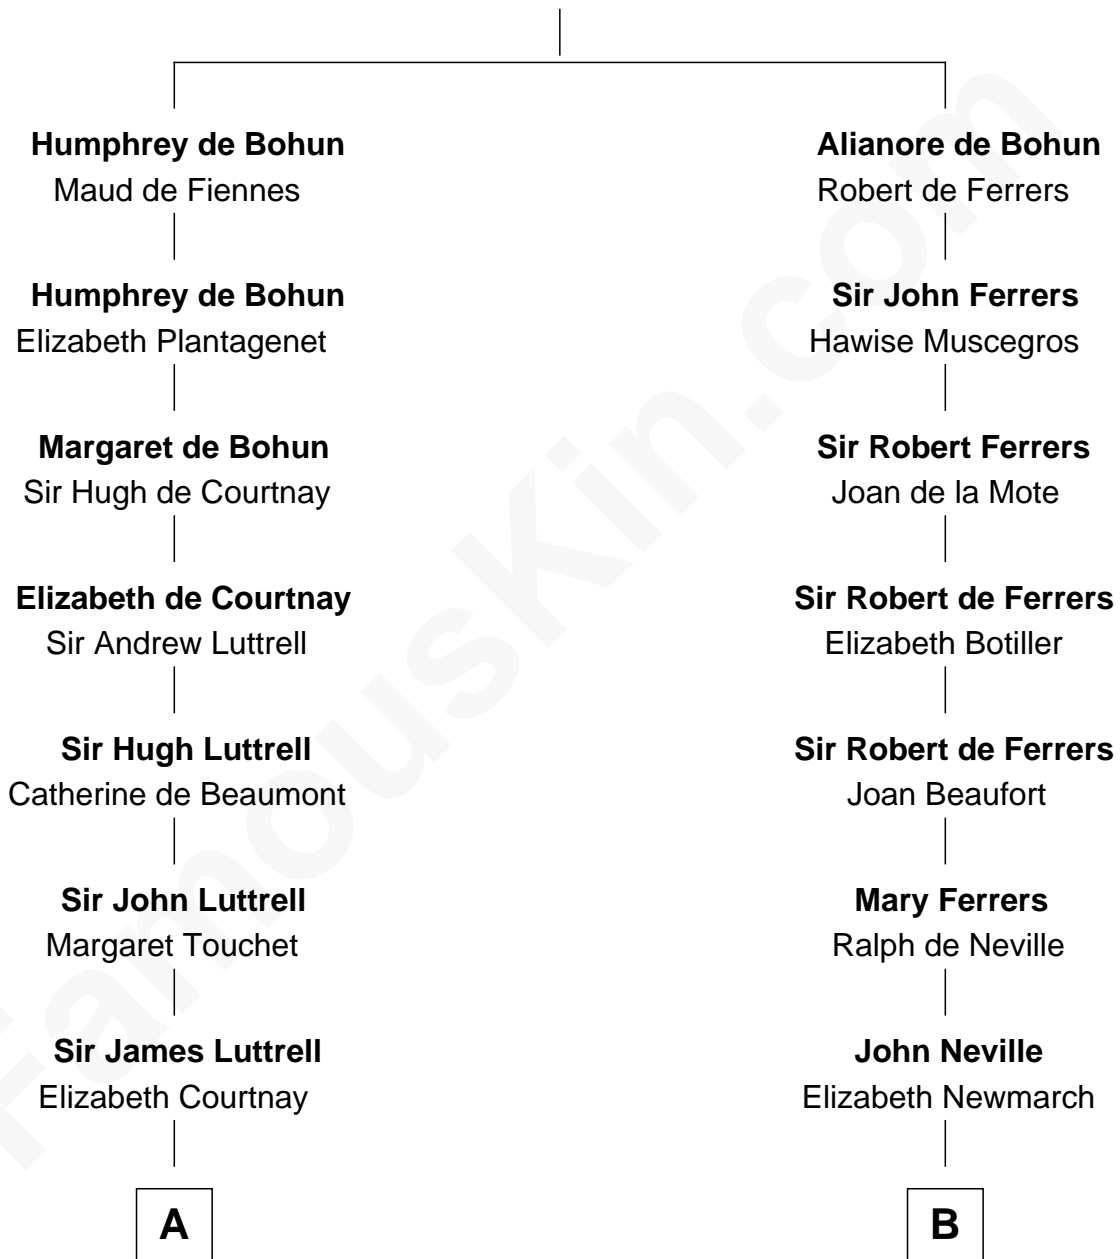 Humphrey de Bohun
Maud de Fiennes
Humphrey de Bohun
Elizabeth Plantagenet
Margaret de Bohun
Sir Hugh de Courtnay
Elizabeth de Courtnay
Sir Andrew Luttrell
Sir Hugh Luttrell
Catherine de Beaumont
Sir John Luttrell
Margaret Touchet
Sir James Luttrell
Elizabeth Courtnay
A
Alianore de Bohun
Robert de Ferrers
Sir John Ferrers
Hawise Muscegros
Sir Robert Ferrers
Joan de la Mote
Sir Robert de Ferrers
Elizabeth Botiller
Sir Robert de Ferrers
Joan Beaufort
Mary Ferrers
Ralph de Neville
John Neville
Elizabeth Newmarch
B
FamousKin.com